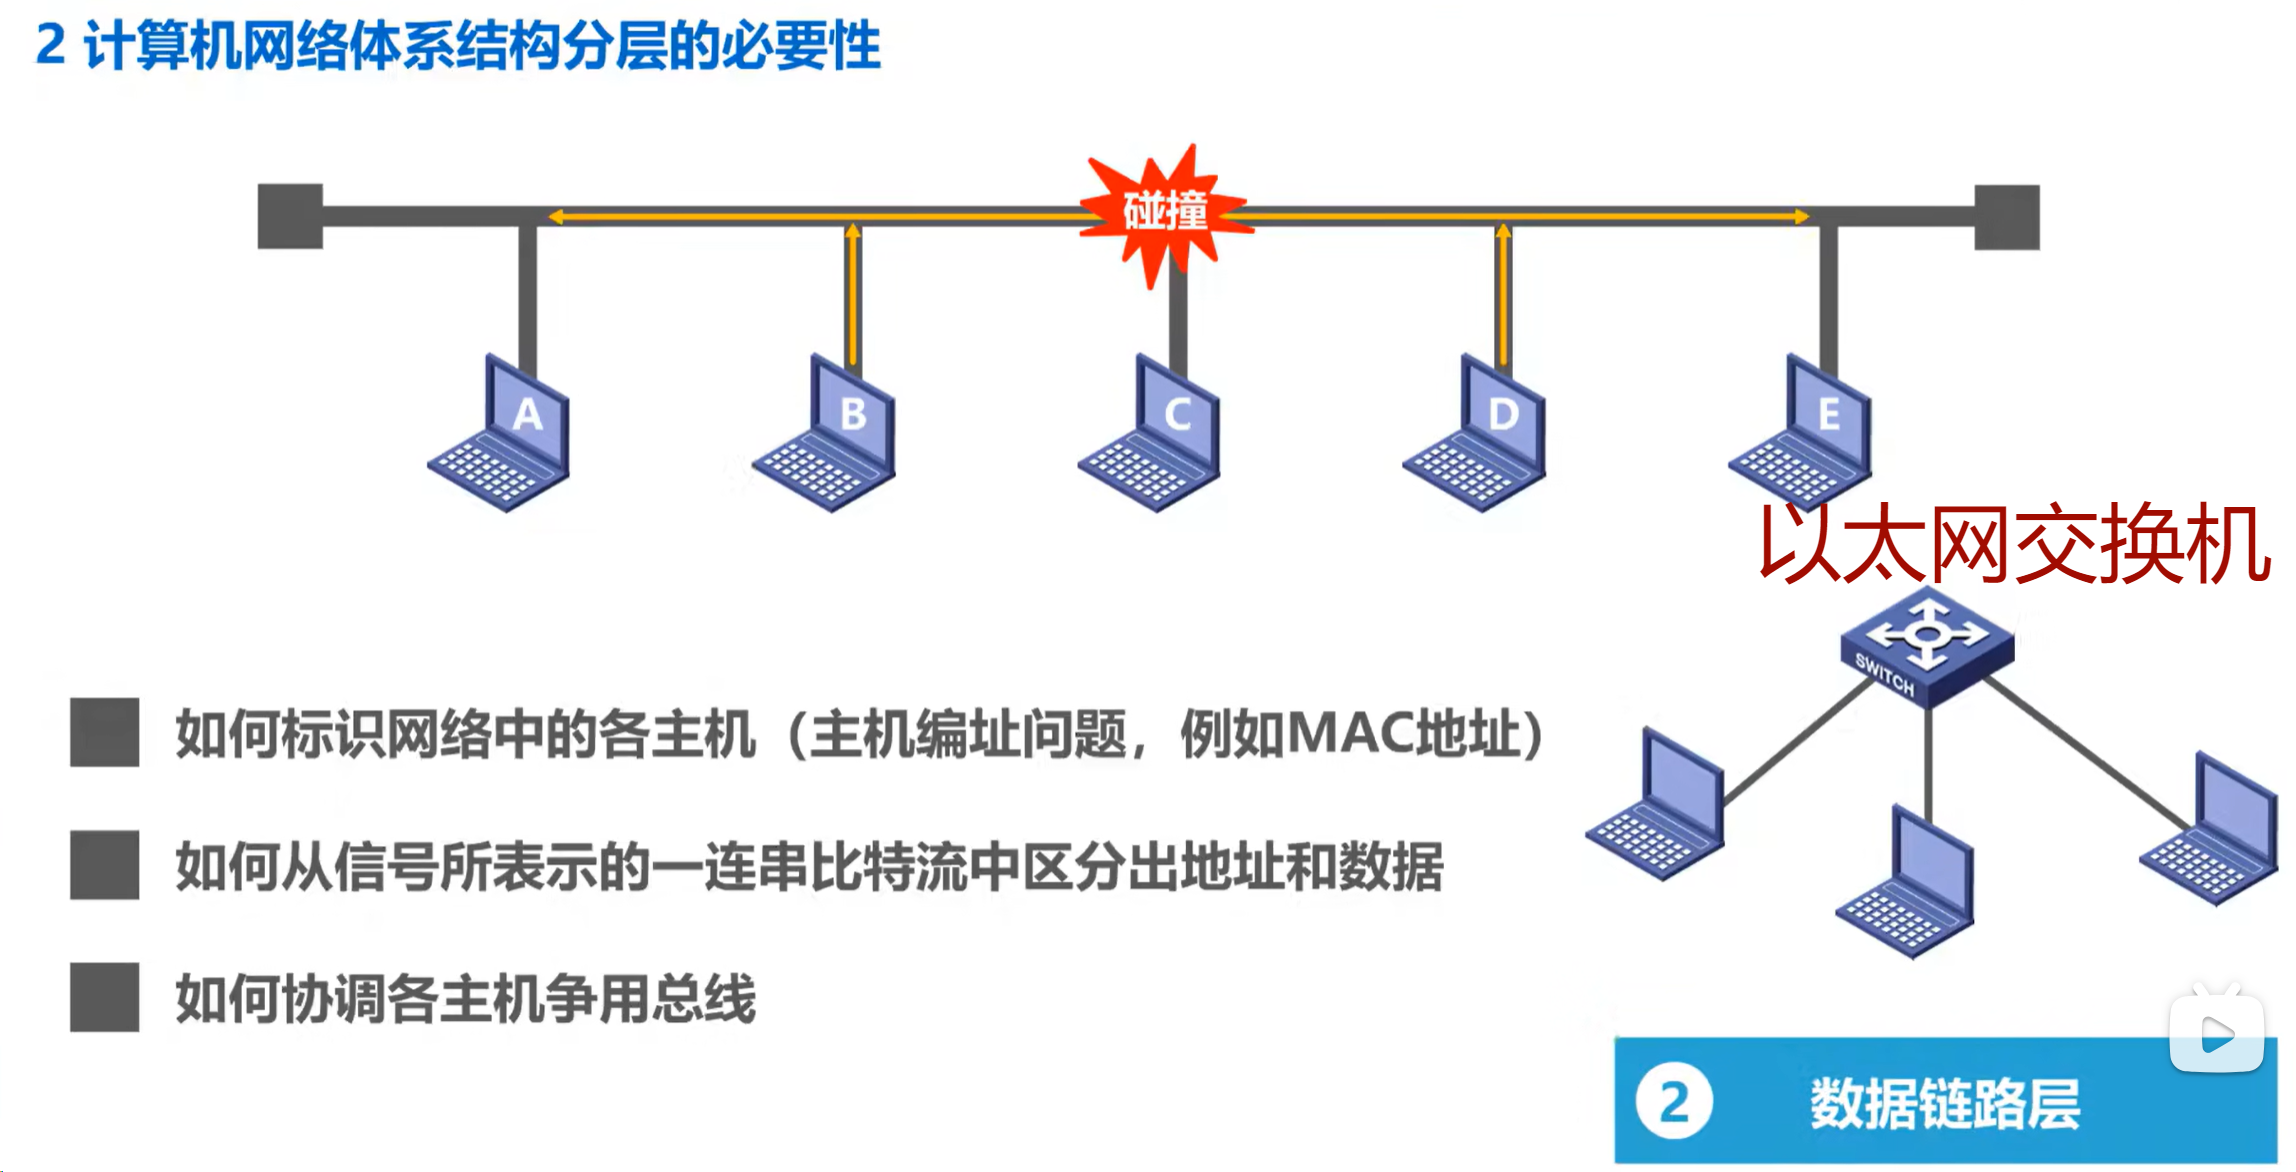 2 计算机网络体系结构分层的必要性
碰撞
A
B
C
D
E
以太网交换机
SWITCH
如何标识网络中的各主机（主机编址问题，例如MAC地址）
如何从信号所表示的一连串比特流中区分出地址和数据
如何协调各主机争用总线
2 数据链路层